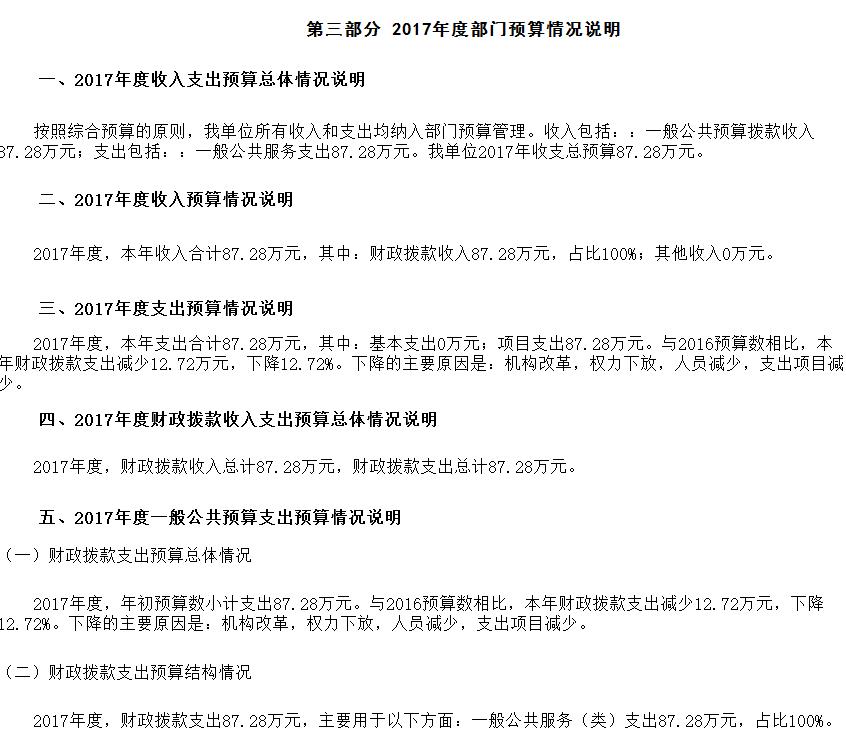 第三部分 2017年度部门预算情况说明
一、2017年度收入支出预算总体情况说明
按照综合预算的原则，我单位所有收入和支出均纳入部门预算管理。收入包括：：一般公共预算拨款收入
87.28万元；支出包括：：一般公共服务支出87.28万元。我单位2017年收支总预算87.28万元。
二、2017年度收入预算情况说明
2017年度，本年收入合计87.28万元，其中：财政拨款收入87.28万元，占比100%；其他收入0万元。
三、2017年度支出预算情况说明
2017年度，本年支出合计87.28万元，其中：基本支出0万元；项目支出87.28万元。与2016预算数相比，本
年财政拨款支出减少12.72万元，下降12.72%。下降的主要原因是：机构改革，权力下放，人员减少，支出项目减
少。
四、2017年度财政拨款收入支出预算总体情况说明
2017年度，财政拨款收入总计87.28万元，财政拨款支出总计87.28万元。
五、2017年度一般公共预算支出预算情况说明
（一）财政拨款支出预算总体情况
2017年度，年初预算数小计支出87.28万元。与2016预算数相比，本年财政拨款支出减少12.72万元，下降
12.72%。下降的主要原因是：机构改革，权力下放，人员减少，支出项目减少。
（二）财政拨款支出预算结构情况
2017年度，财政拨款支出87.28万元，主要用于以下方面：一般公共服务（类）支出87.28万元，占比100%。